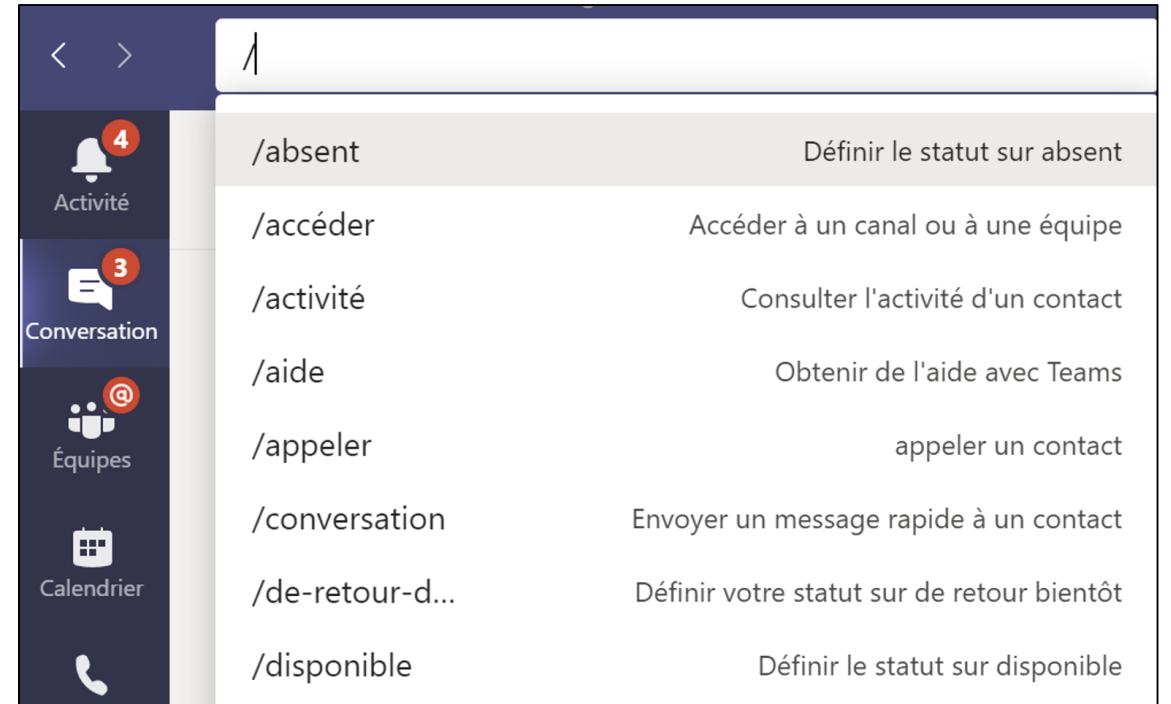 /
4
Activité
3
Conversation
@
Équipes
Calendrier
/absent Définir le statut sur absent
/accéder Accéder à un canal ou à une équipe
/activité Consulter l'activité d'un contact
/aide Obtenir de l'aide avec Teams
/appeler appeler un contact
/conversation Envoyer un message rapide à un contact
/de-retour-d... Définir votre statut sur de retour bientôt
/disponible Définir le statut sur disponible